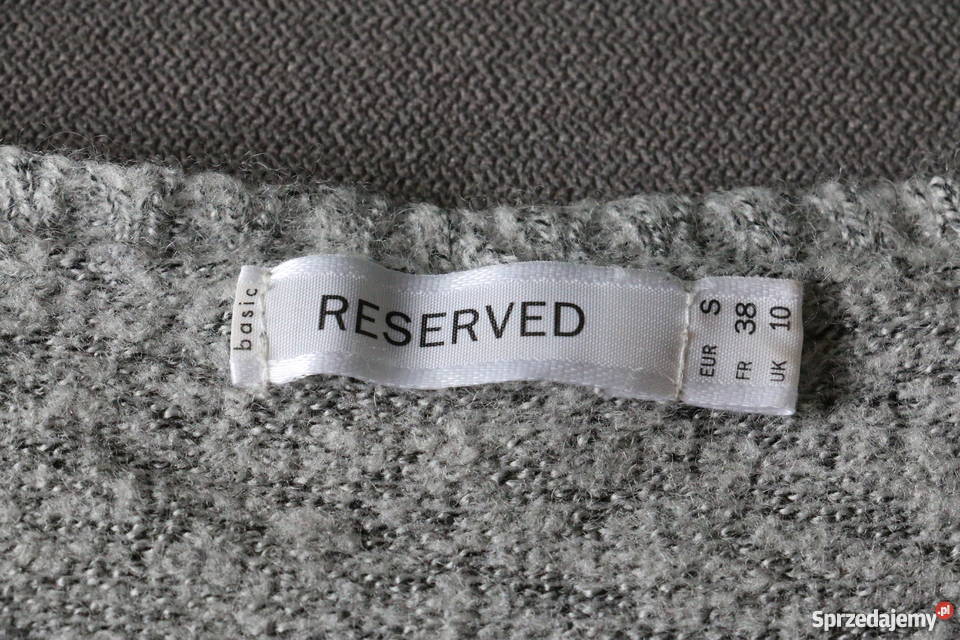 basic
RESERVED
EUR S
FR 38
UK 10
Sprzedajemy.pl